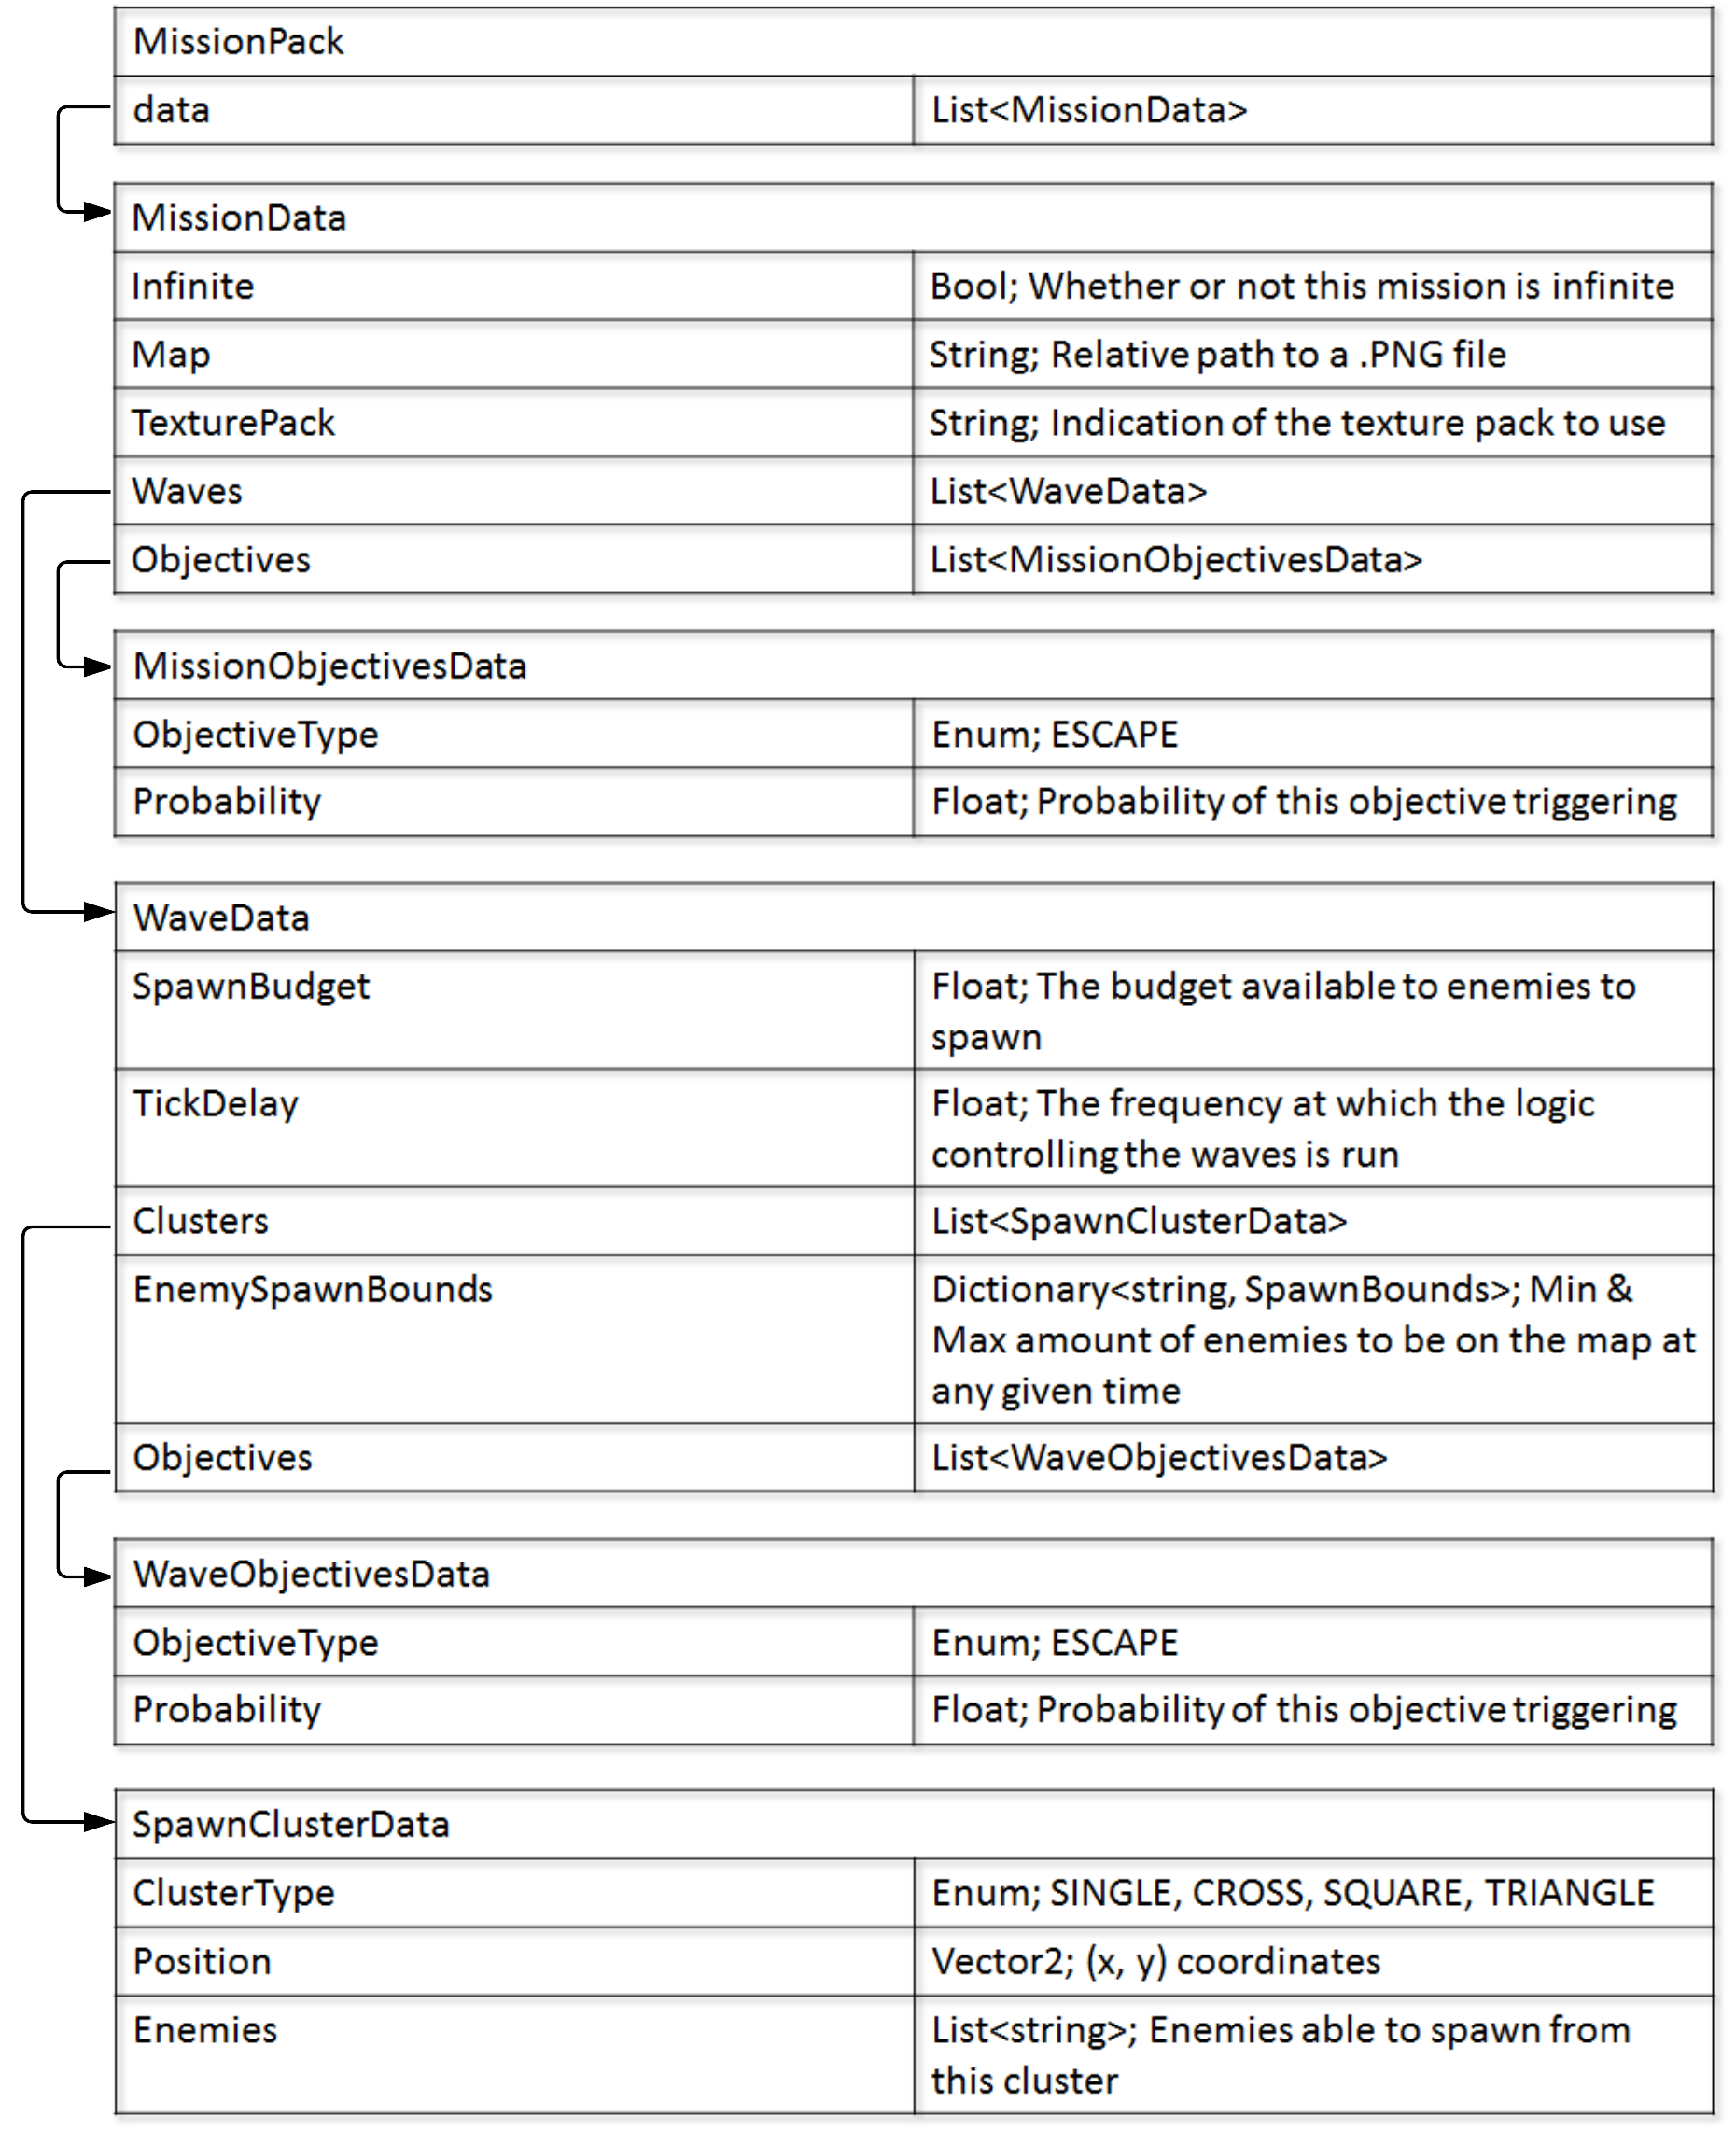 MissionPack
data List<MissionData>
MissionData
Infinite Bool; Whether or not this mission is infinite
Map String; Relative path to a .PNG file
TexturePack String; Indication of the texture pack to use
Waves List<WaveData>
Objectives List<MissionObjectivesData>
MissionObjectivesData
ObjectiveType Enum; ESCAPE
Probability Float; Probability of this objective triggering
WaveData
SpawnBudget Float; The budget available to enemies to
spawn
TickDelay Float; The frequency at which the logic
controlling the waves is run
Clusters List<SpawnClusterData>
EnemySpawnBounds Dictionary<string, SpawnBounds>; Min &
Max amount of enemies to be on the map at
any given time
Objectives List<WaveObjectivesData>
WaveObjectivesData
ObjectiveType Enum; ESCAPE
Probability Float; Probability of this objective triggering
SpawnClusterData
ClusterType Enum; SINGLE, CROSS, SQUARE, TRIANGLE
Position Vector2; (x, y) coordinates
Enemies List<string>; Enemies able to spawn from
this cluster